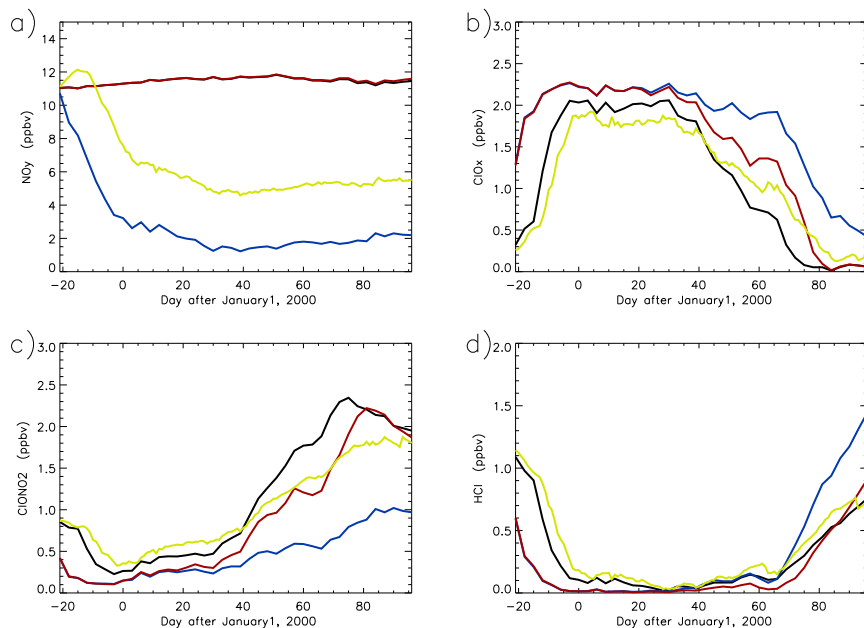 a)
14
12
10
8
6
4
2
0
NOy (ppbv)
-20 0 20 40 60 80
Day after January1, 2000
b)
3.0
2.5
2.0
1.5
1.0
0.5
0.0
ClOx (ppbv)
-20 0 20 40 60 80
Day after January1, 2000
c)
3.0
2.5
2.0
1.5
1.0
0.5
0.0
ClONO2 (ppbv)
-20 0 20 40 60 80
Day after January1, 2000
d)
2.0
1.5
1.0
0.5
0.0
HCl (ppbv)
-20 0 20 40 60 80
Day after January1, 2000